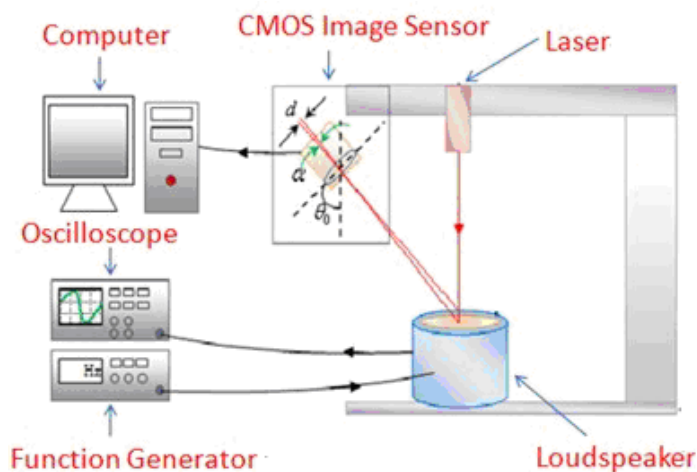 Computer
CMOS Image Sensor
Laser
d
α
θ₀
Oscilloscope
Hz
Function Generator
Loudspeaker